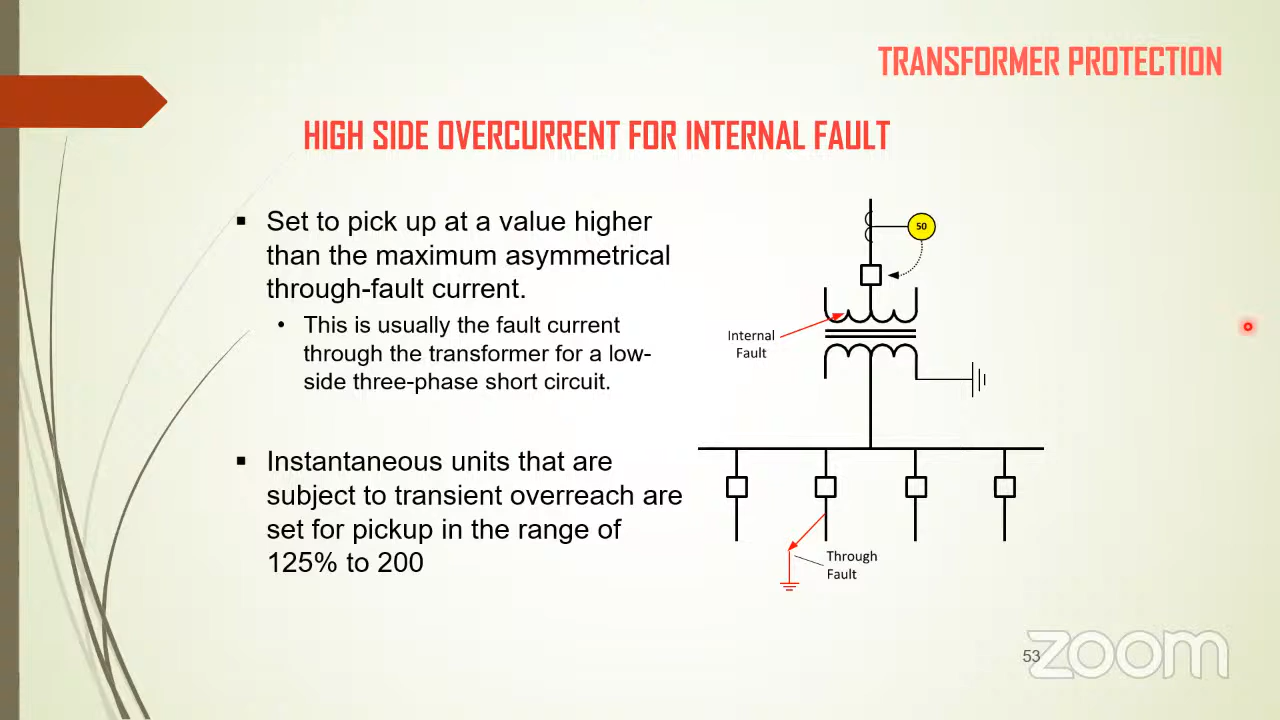 TRANSFORMER PROTECTION
HIGH SIDE OVERCURRENT FOR INTERNAL FAULT
▪ Set to pick up at a value higher
than the maximum asymmetrical
through-fault current.
• This is usually the fault current
through the transformer for a low-
side three-phase short circuit.
▪ Instantaneous units that are
subject to transient overreach are
set for pickup in the range of
125% to 200
50
Internal
Fault
Through
Fault
53
zoom